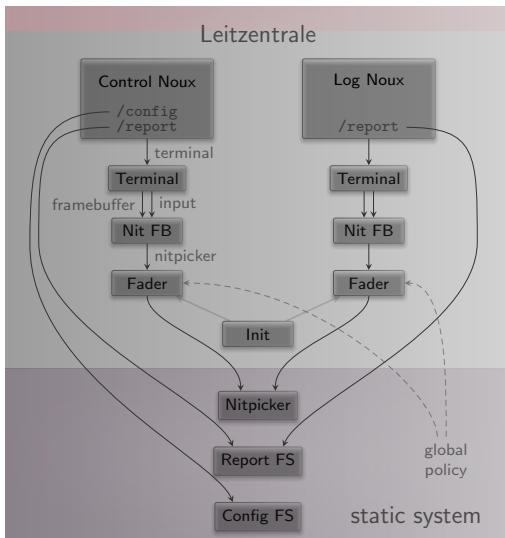 Leitzentrale
Control Noux
/config
/report
Log Noux
/report
terminal
Terminal
Terminal
framebuffer
input
Nit FB
Nit FB
nitpicker
Fader
Fader
Init
Nitpicker
global
policy
Report FS
Config FS
static system